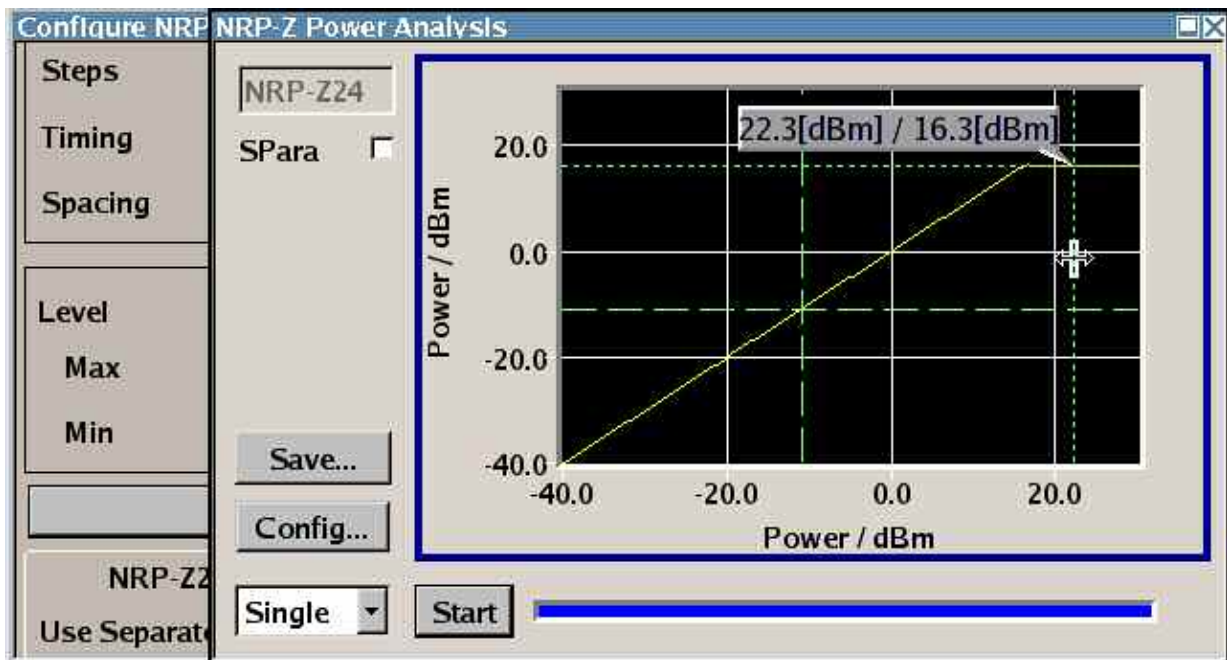 Configure NRP
NRP-Z Power Analysis
Steps
Timing
Spacing
Level
Max
Min
NRP-Z2
Use Separate
NRP-Z24
SPara
Save...
Config...
Single
Start
22.3[dBm] / 16.3[dBm]
Power / dBm
20.0
0.0
-20.0
-40.0
-40.0 -20.0 0.0 20.0
Power / dBm